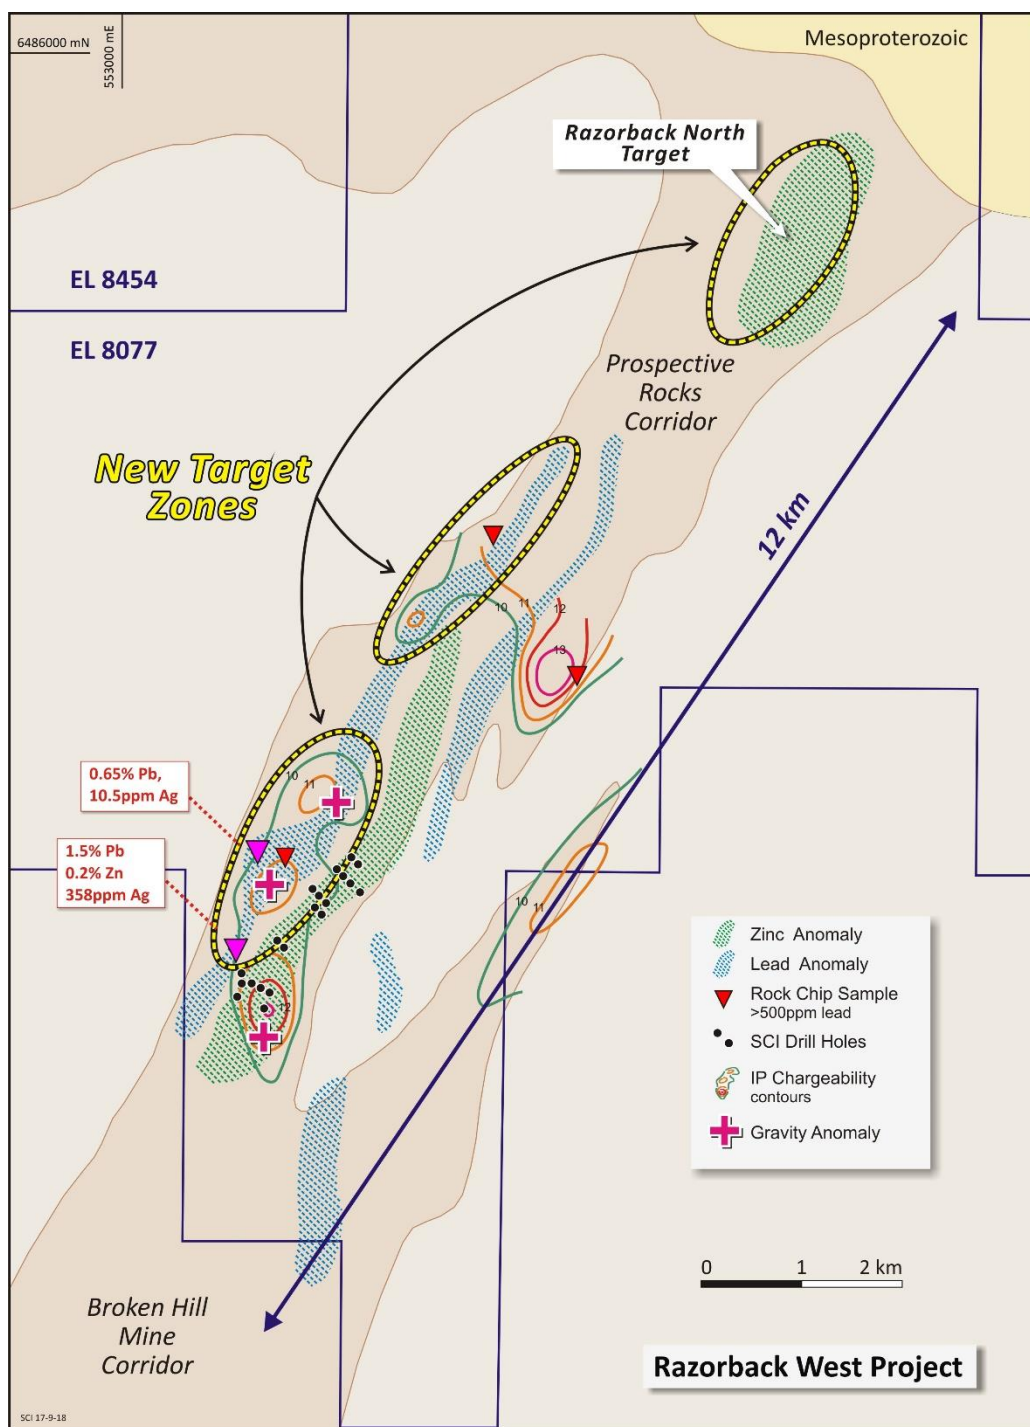 6486000 mN
553000 mE
Mesoproterozoic
Razorback North
Target
EL 8454
EL 8077
Prospective
Rocks
Corridor
New Target
Zones
12 km
10
11
12
13
10
11
0.65% Pb,
10.5ppm Ag
1.5% Pb
0.2% Zn
358ppm Ag
10
11
12
Zinc Anomaly
Lead Anomaly
Rock Chip Sample
>500ppm lead
SCI Drill Holes
IP Chargeability
contours
Gravity Anomaly
0 1 2 km
Broken Hill
Mine
Corridor
Razorback West Project
SCI 17-9-18